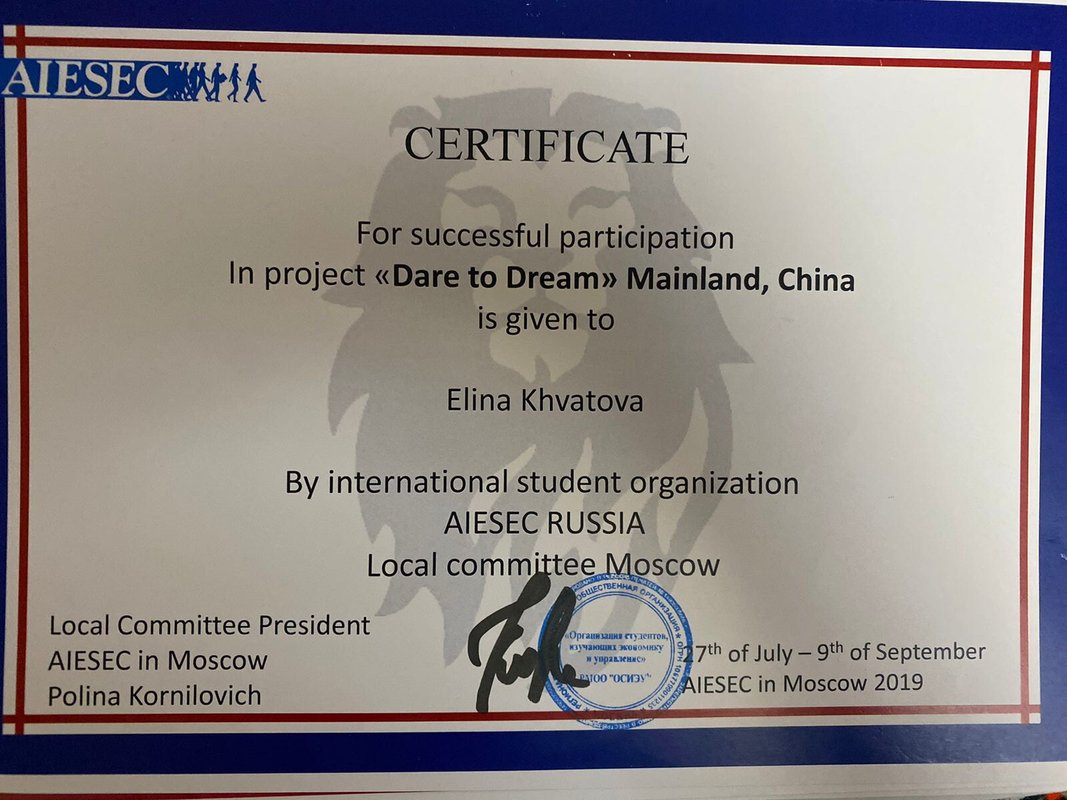 AIESEC
CERTIFICATE
For successful participation
In project «Dare to Dream» Mainland, China
is given to
Elina Khvatova
By international student organization
AIESEC RUSSIA
Local committee Moscow
Local Committee President
AIESEC in Moscow
Polina Kornilovich
ОБЩЕСТВЕННАЯ ОРГАНИЗАЦИЯ
«Организация студентов,
изучающих экономику
и управление»
РМОО "ОСИЭУ"
27th of July – 9th of September
AIESEC in Moscow 2019